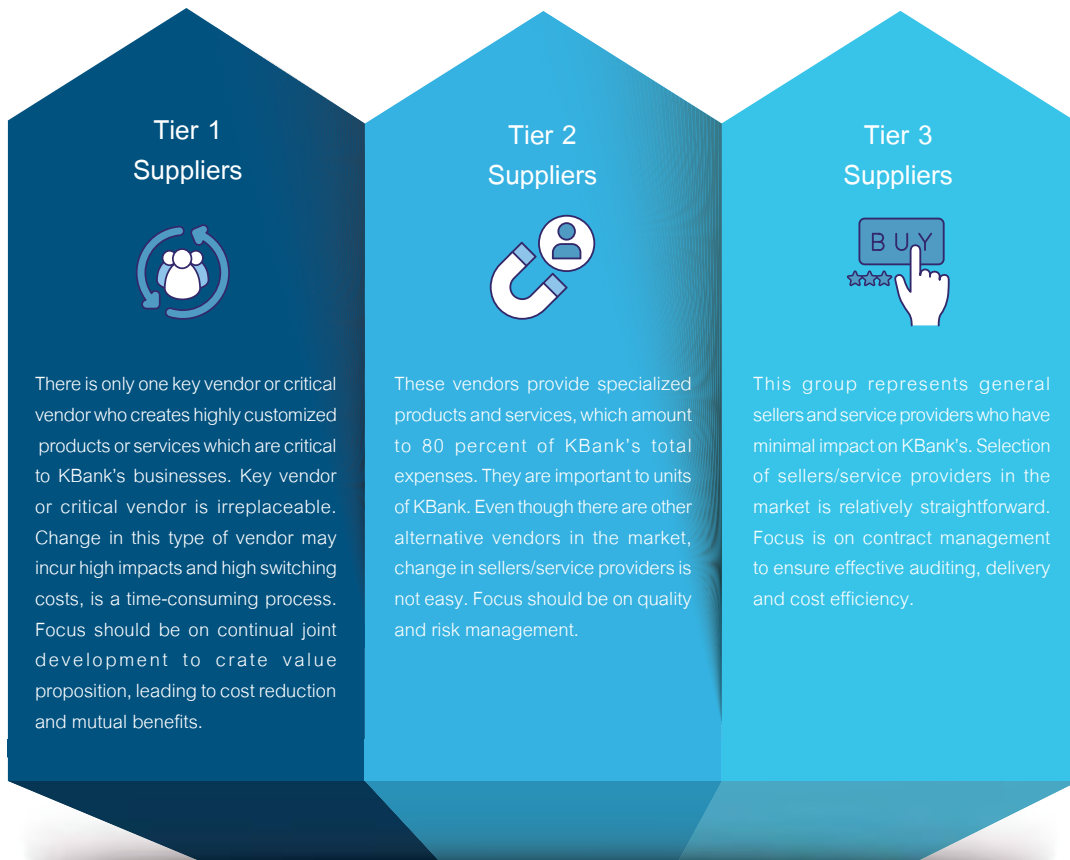 Tier 1
Suppliers
There is only one key vendor or critical
vendor who creates highly customized
products or services which are critical
to KBank's businesses. Key vendor
or critical vendor is irreplaceable.
Change in this type of vendor may
incur high impacts and high switching
costs, is a time-consuming process.
Focus should be on continual joint
development to crate value
proposition, leading to cost reduction
and mutual benefits.
Tier 2
Suppliers
These vendors provide specialized
products and services, which amount
to 80 percent of KBank's total
expenses. They are important to units
of KBank. Even though there are other
alternative vendors in the market,
change in sellers/service providers is
not easy. Focus should be on quality
and risk management.
Tier 3
Suppliers
BUY
This group represents general
sellers and service providers who have
minimal impact on KBank's. Selection
of sellers/service providers in the
market is relatively straightforward.
Focus is on contract management
to ensure effective auditing, delivery
and cost efficiency.